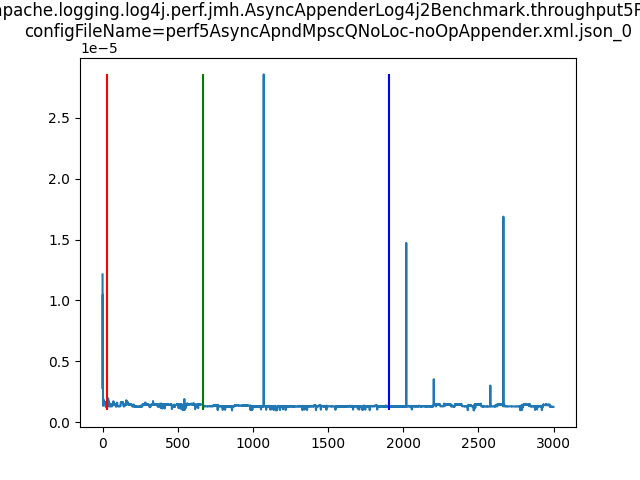 apache.logging.log4j.perf.jmh.AsyncAppenderLog4j2Benchmark.throughput5P
configFileName=perf5AsyncApndMpscQNoLoc-noOpAppender.xml.json_0
1e−5
2.5
2.0
1.5
1.0
0.5
0.0
0 500 1000 1500 2000 2500 3000